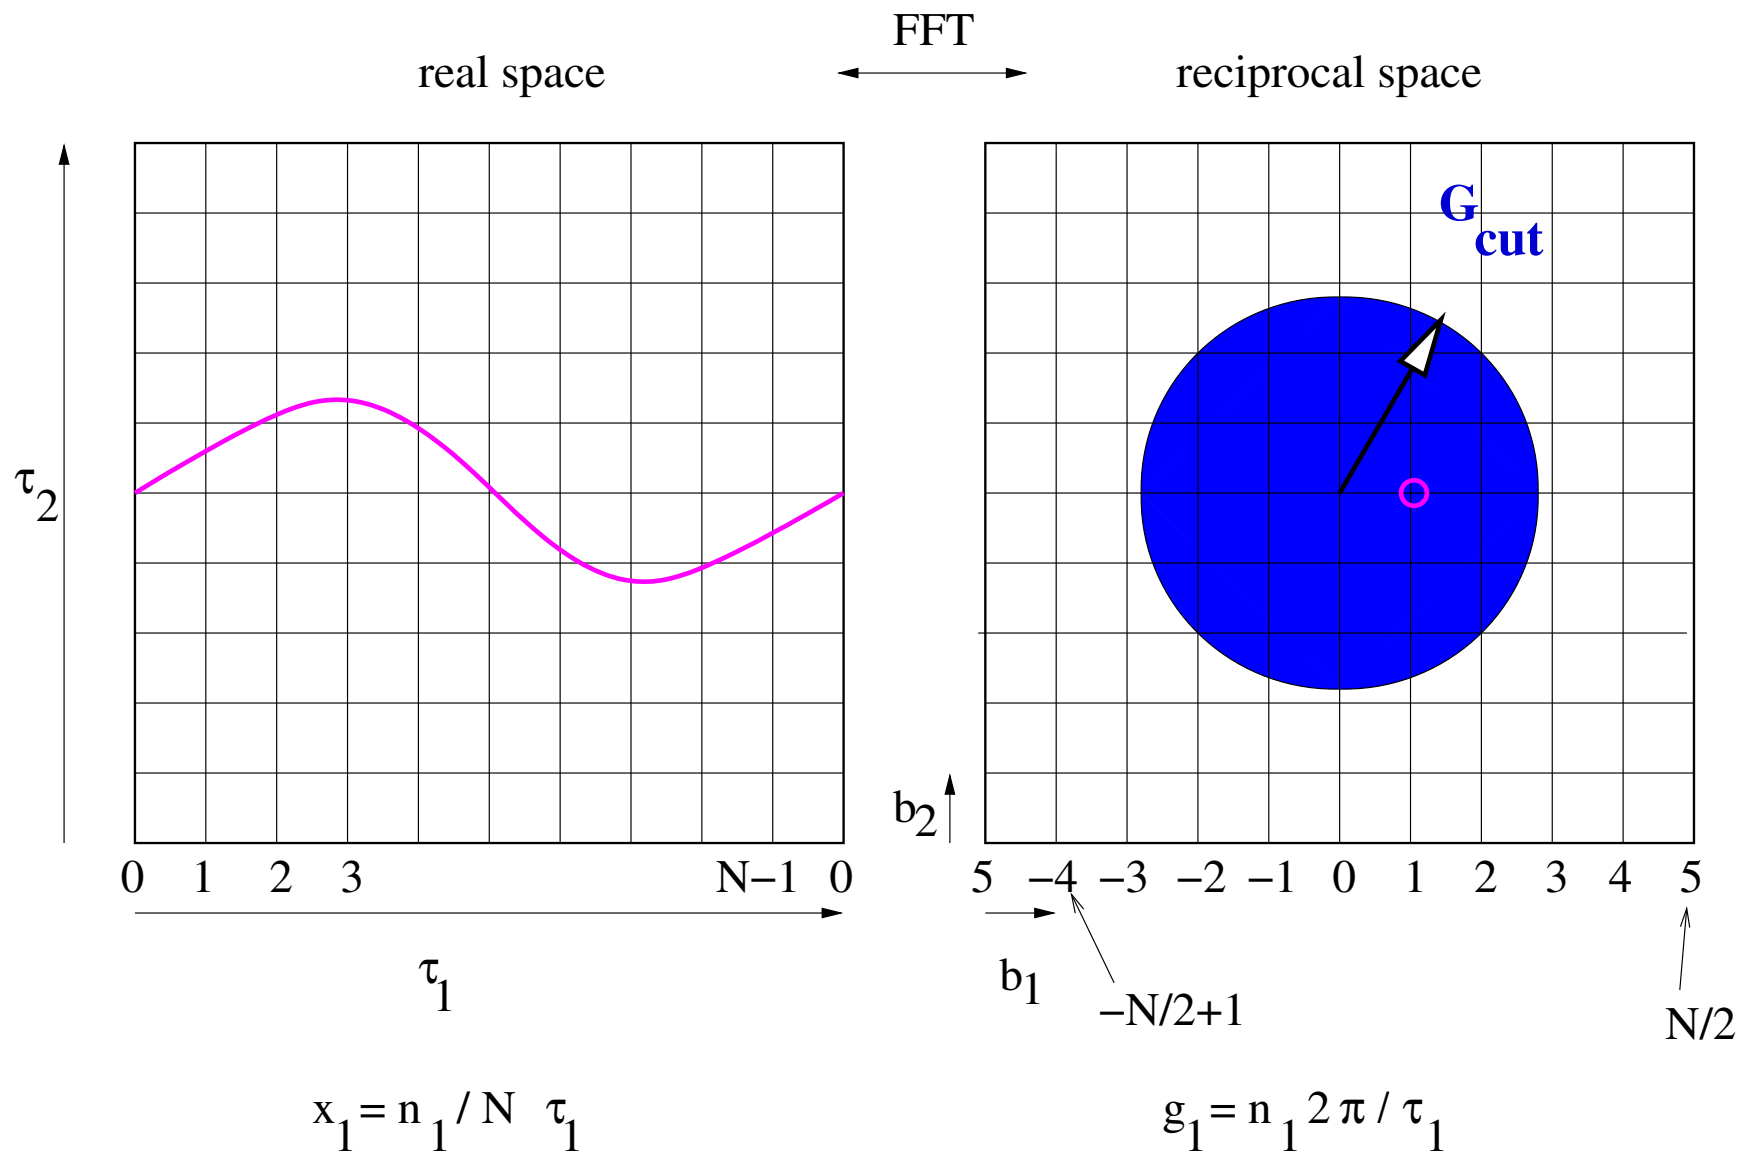 FFT
real space
reciprocal space
G cut
τ2
b2
0 1 2 3 N−1 0
5 −4 −3 −2 −1 0 1 2 3 4 5
τ1
b1
−N/2+1
N/2
x1 = n1 / N τ1
g1 = n1 2 π / τ1